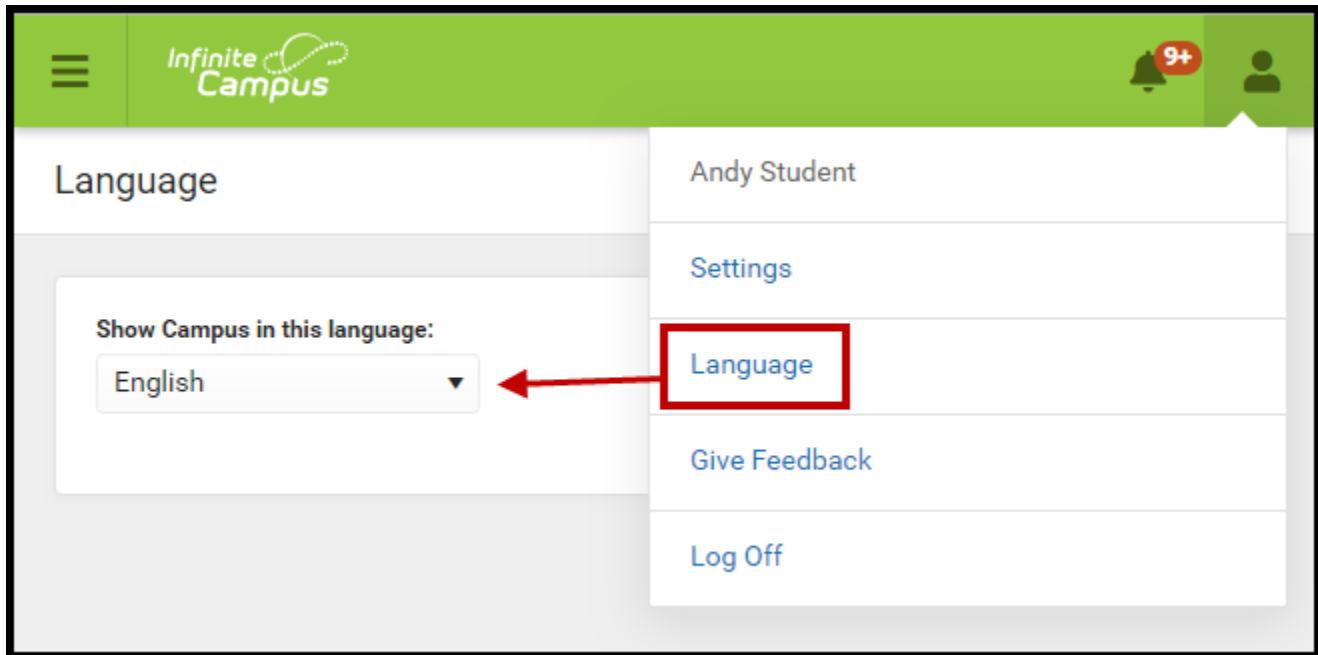 Infinite
Campus
9+
Language
Andy Student
Settings
Show Campus in this language:
English
Language
Give Feedback
Log Off